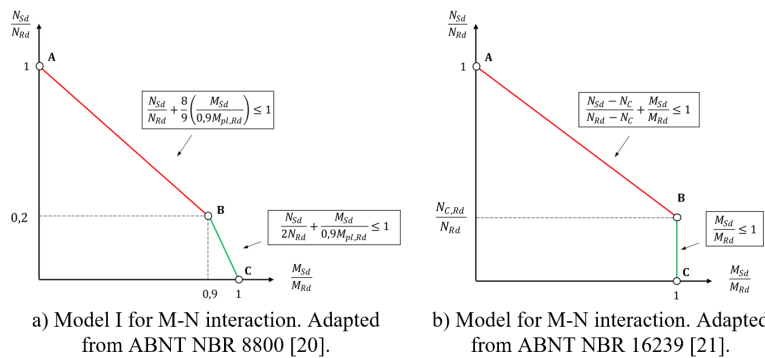 N_Sd/N_Rd
1
A
N_Sd/N_Rd + 8/9 (M_Sd/0,9M_pl,Rd) ≤ 1
0,2
B
N_Sd/2N_Rd + M_Sd/0,9M_pl,Rd ≤ 1
C
M_Sd/M_Rd
0,9
1
a) Model I for M-N interaction. Adapted
from ABNT NBR 8800 [20].
N_Sd/N_Rd
1
A
N_Sd − N_C/N_Rd − N_C + M_Sd/M_Rd ≤ 1
B
N_C,Rd/N_Rd
M_Sd/M_Rd ≤ 1
C
M_Sd/M_Rd
1
b) Model for M-N interaction. Adapted
from ABNT NBR 16239 [21].